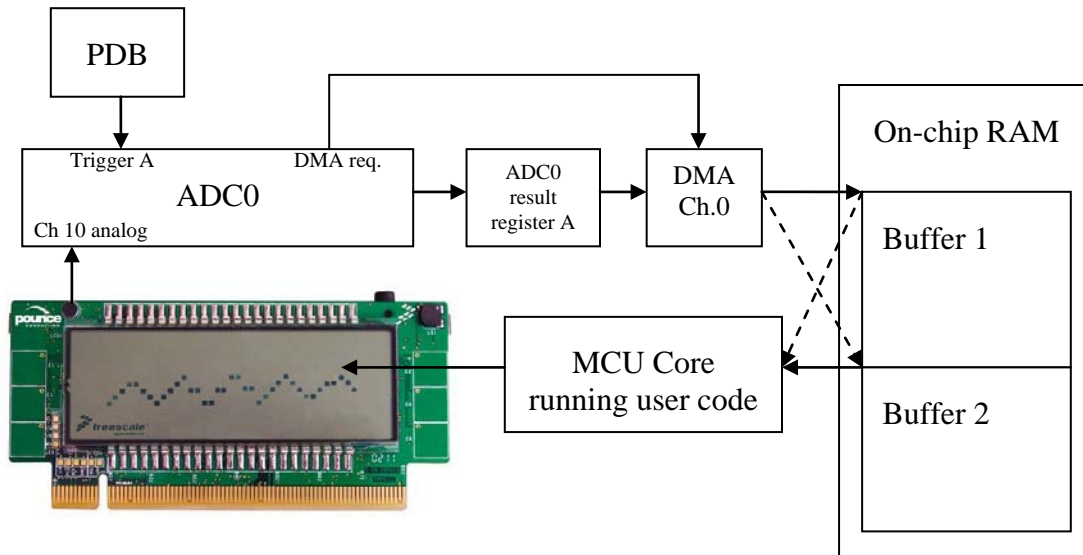 PDB
On-chip RAM
Trigger A
DMA req.
ADC0
ADC0
result
register A
DMA
Ch.0
Ch 10 analog
Buffer 1
pounce
MCU Core
running user code
freescale
Buffer 2
0211